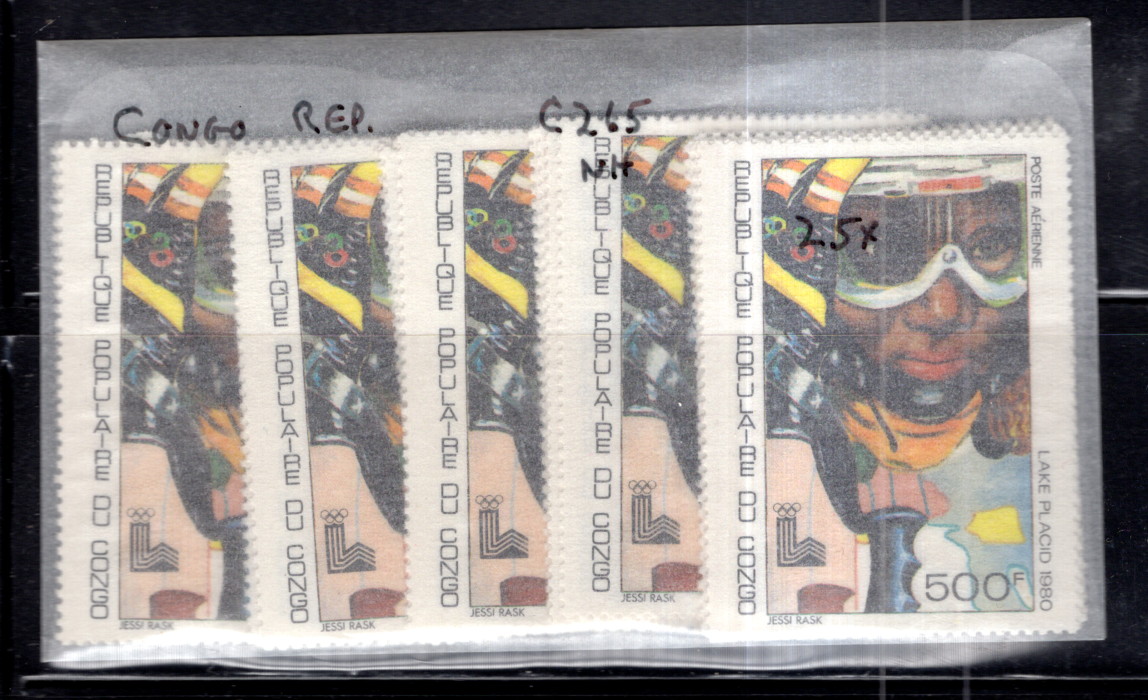 CONGO REP. C265
NH
2.5x
REPUBLIQUE POPULAIRE DU CONGO
JESSI RASK
REPUBLIQUE POPULAIRE DU CONGO
JESSI RASK
REPUBLIQUE POPULAIRE DU CONGO
JESSI RASK
REPUBLIQUE POPULAIRE DU CONGO
JESSI RASK
REPUBLIQUE POPULAIRE DU CONGO
POSTE AÉRIENNE
LAKE PLACID 1980
500F
JESSI RASK